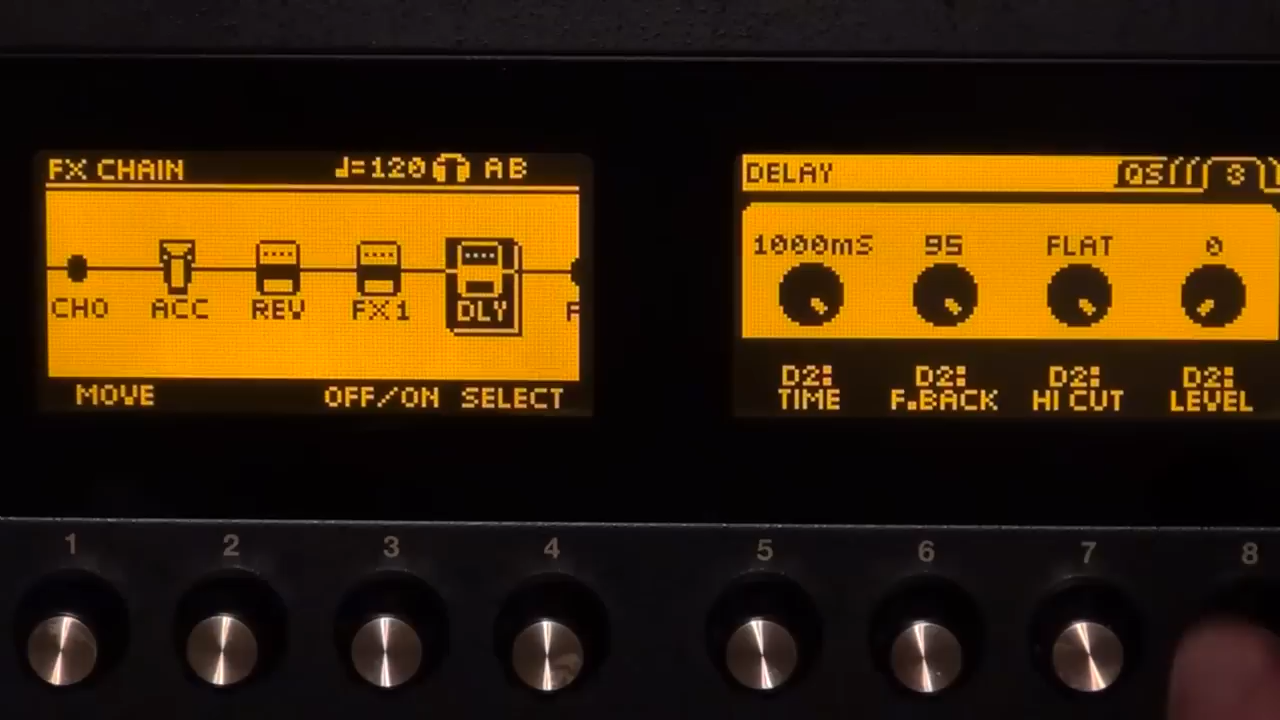 FX CHAIN ♩=120 AB
CHO ACC REV FX1 DLY
MOVE OFF/ON SELECT
DELAY QS
1000mS 95 FLAT 0
D2: D2: D2: D2:
TIME F.BACK HI CUT LEVEL
1 2 3 4 5 6 7 8